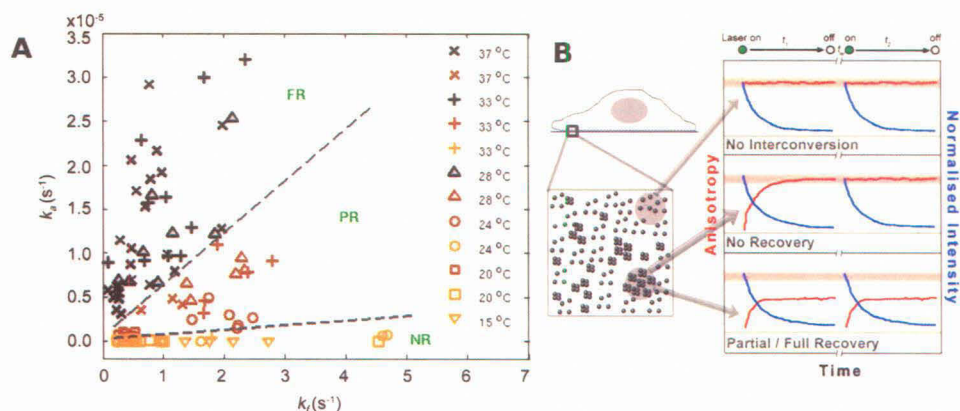 A
x10-5
3.5
3.0
2.5
2.0
1.5
1.0
0.5
0.0
0
1
2
3
4
5
6
7
8
ka(s-1)
kf(s-1)
FR
PR
NR
37 °C
37 °C
33 °C
33 °C
33 °C
28 °C
28 °C
24 °C
24 °C
20 °C
20 °C
15 °C
B
Laser on t1 off tw on t2 off
Anisotropy
Normalised Intensity
No Interconversion
No Recovery
Partial / Full Recovery
Time